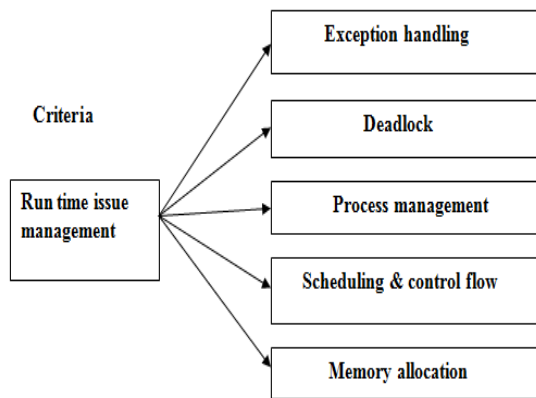 Criteria
Run time issue
management
Exception handling
Deadlock
Process management
Scheduling & control flow
Memory allocation